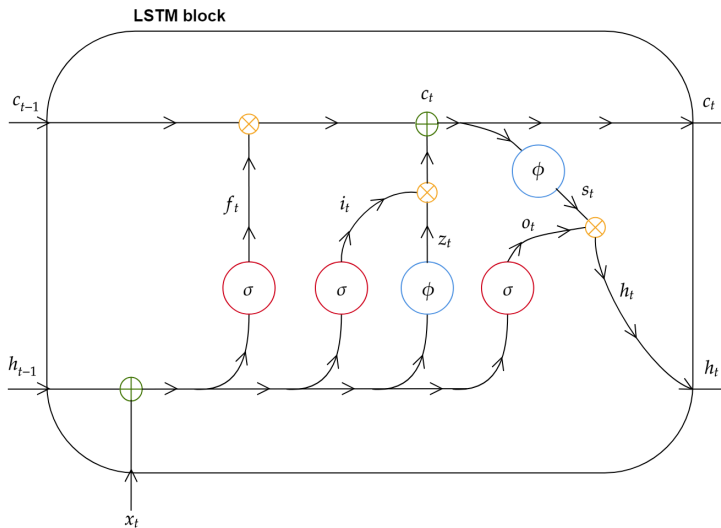 LSTM block
c_{t-1}
c_t
c_t
ϕ
f_t
i_t
s_t
o_t
z_t
σ
σ
ϕ
σ
h_t
h_{t-1}
h_t
x_t